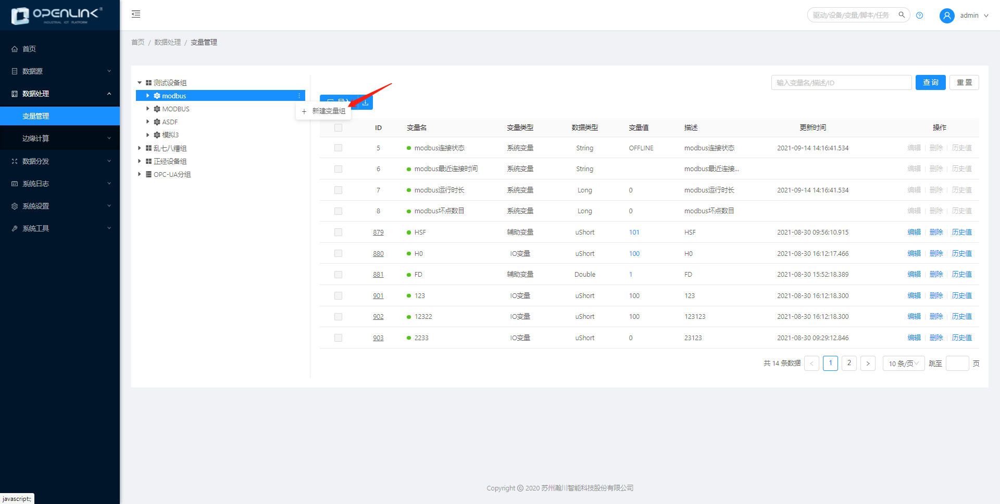 OPENLINK®
INDUSTRIAL IOT PLATFORM
驱动/设备/变量/脚本/任务
admin
首页
数据源
数据处理
变量管理
边缘计算
数据分发
系统日志
系统设置
系统工具
首页 / 数据处理 / 变量管理
测试设备组
modbus
MODBUS
ASDF
模拟3
乱七八糟组
正经设备组
OPC-UA分组
输入变量名/描述/ID 查询 重置
导入
+ 新建变量组
ID 变量名 变量类型 数据类型 变量值 描述 更新时间 操作
5 modbus连接状态 系统变量 String OFFLINE modbus连接状态 2021-09-14 14:16:41.534 编辑 删除 历史值
6 modbus最近连接时间 系统变量 String modbus最近连接... 编辑 删除 历史值
7 modbus运行时长 系统变量 Long 0 modbus运行时长 2021-09-14 14:16:41.534 编辑 删除 历史值
8 modbus坏点数目 系统变量 Long 0 modbus坏点数目 编辑 删除 历史值
879 HSF 辅助变量 uShort 101 HSF 2021-08-30 09:56:10.915 编辑 删除 历史值
880 H0 IO变量 uShort 100 H0 2021-08-30 16:12:17.466 编辑 删除 历史值
881 FD 辅助变量 Double 1 FD 2021-08-30 15:52:18.389 编辑 删除 历史值
901 123 IO变量 uShort 100 123 2021-08-30 16:12:18.300 编辑 删除 历史值
902 12322 IO变量 uShort 100 123123 2021-08-30 16:12:18.300 编辑 删除 历史值
903 2233 IO变量 uShort 0 23123 2021-08-30 09:29:12.846 编辑 删除 历史值
共 14 条数据 < 1 2 > 10 条/页 跳至 页
Copyright © 2020 苏州瀚川智能科技股份有限公司
javascript:;